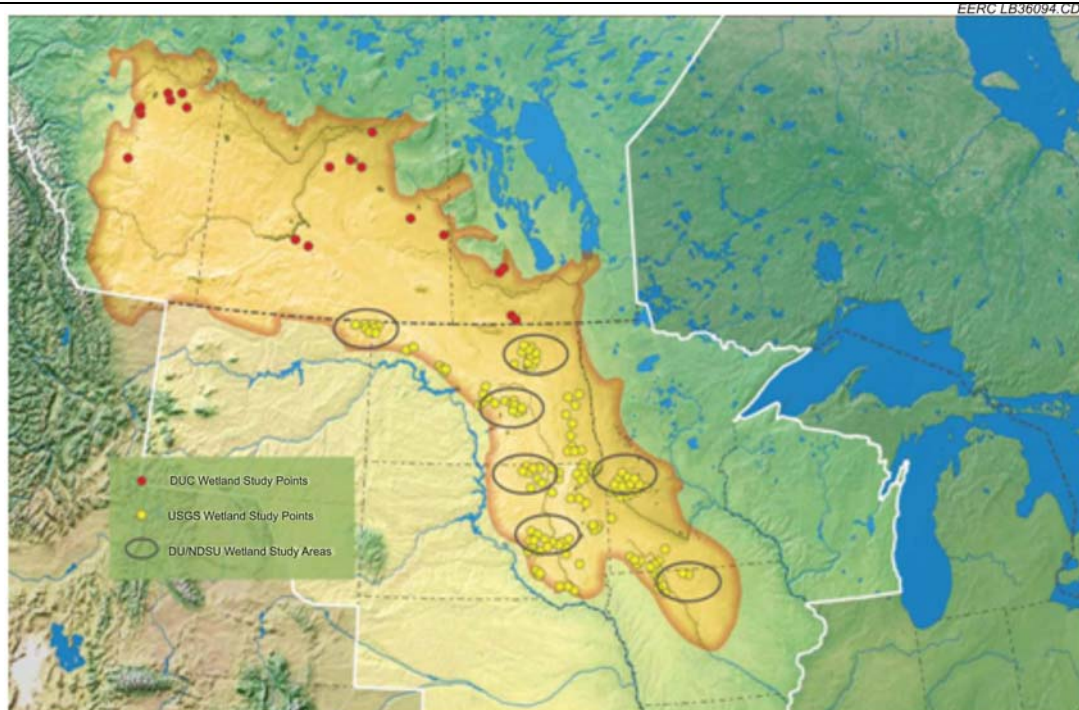 EERC LB36094.CD
DUC Wetland Study Points
USGS Wetland Study Points
DU/NDSU Wetland Study Areas